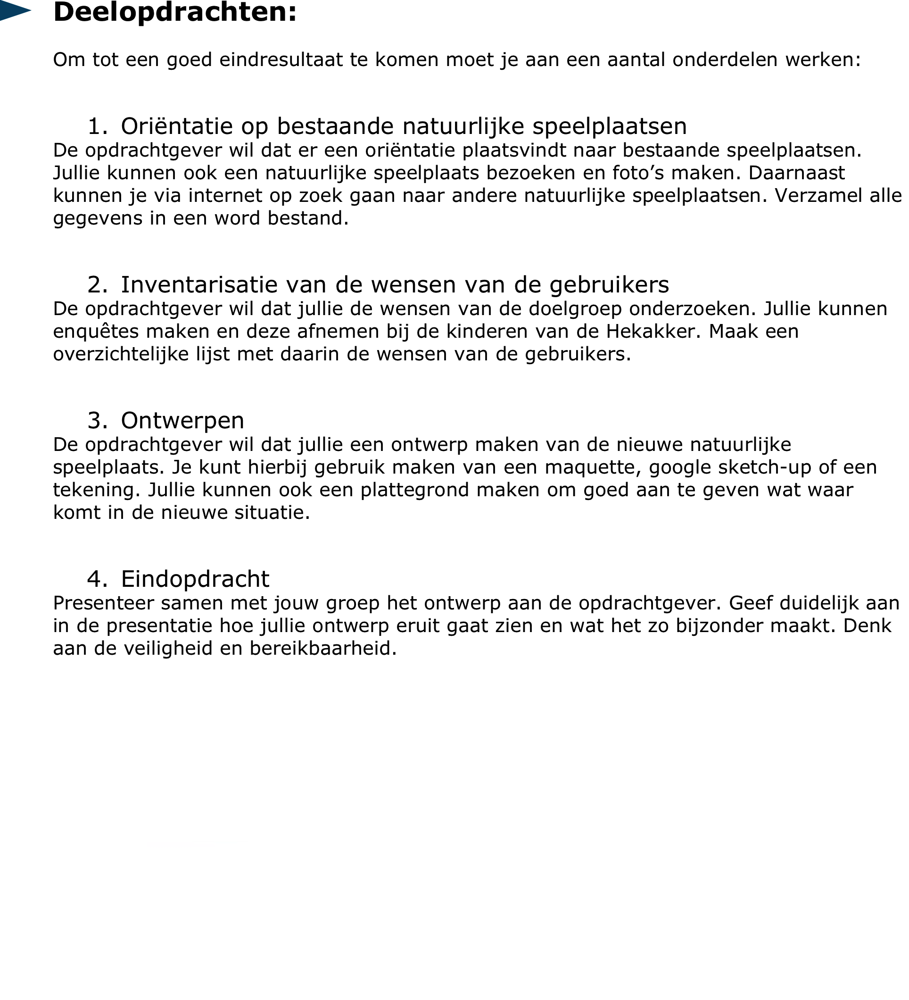 Deelopdrachten:
Om tot een goed eindresultaat te komen moet je aan een aantal onderdelen werken:
1. Oriëntatie op bestaande natuurlijke speelplaatsen
De opdrachtgever wil dat er een oriëntatie plaatsvindt naar bestaande speelplaatsen.
Jullie kunnen ook een natuurlijke speelplaats bezoeken en foto’s maken. Daarnaast
kunnen je via internet op zoek gaan naar andere natuurlijke speelplaatsen. Verzamel alle
gegevens in een word bestand.
2. Inventarisatie van de wensen van de gebruikers
De opdrachtgever wil dat jullie de wensen van de doelgroep onderzoeken. Jullie kunnen
enquêtes maken en deze afnemen bij de kinderen van de Hekakker. Maak een
overzichtelijke lijst met daarin de wensen van de gebruikers.
3. Ontwerpen
De opdrachtgever wil dat jullie een ontwerp maken van de nieuwe natuurlijke
speelplaats. Je kunt hierbij gebruik maken van een maquette, google sketch-up of een
tekening. Jullie kunnen ook een plattegrond maken om goed aan te geven wat waar
komt in de nieuwe situatie.
4. Eindopdracht
Presenteer samen met jouw groep het ontwerp aan de opdrachtgever. Geef duidelijk aan
in de presentatie hoe jullie ontwerp eruit gaat zien en wat het zo bijzonder maakt. Denk
aan de veiligheid en bereikbaarheid.